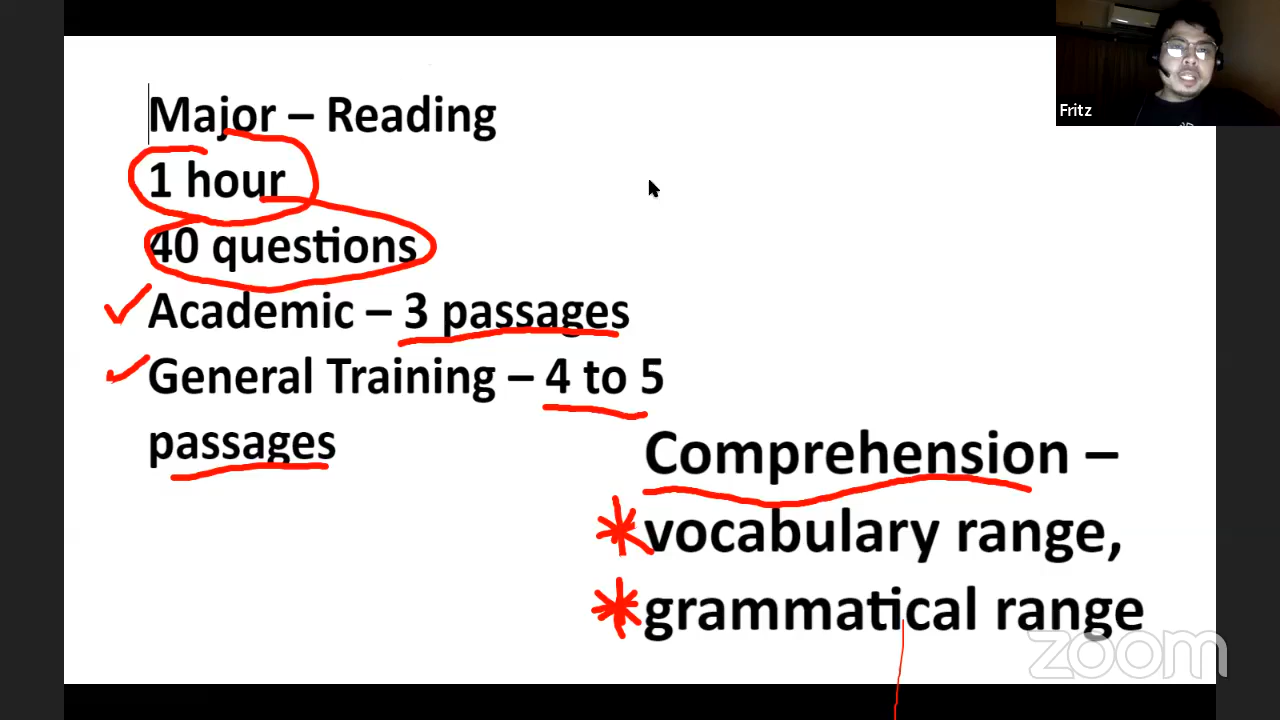 Major – Reading
1 hour
40 questions
Academic – 3 passages
General Training – 4 to 5
passages
Comprehension –
vocabulary range,
grammatical range
Fritz
zoom